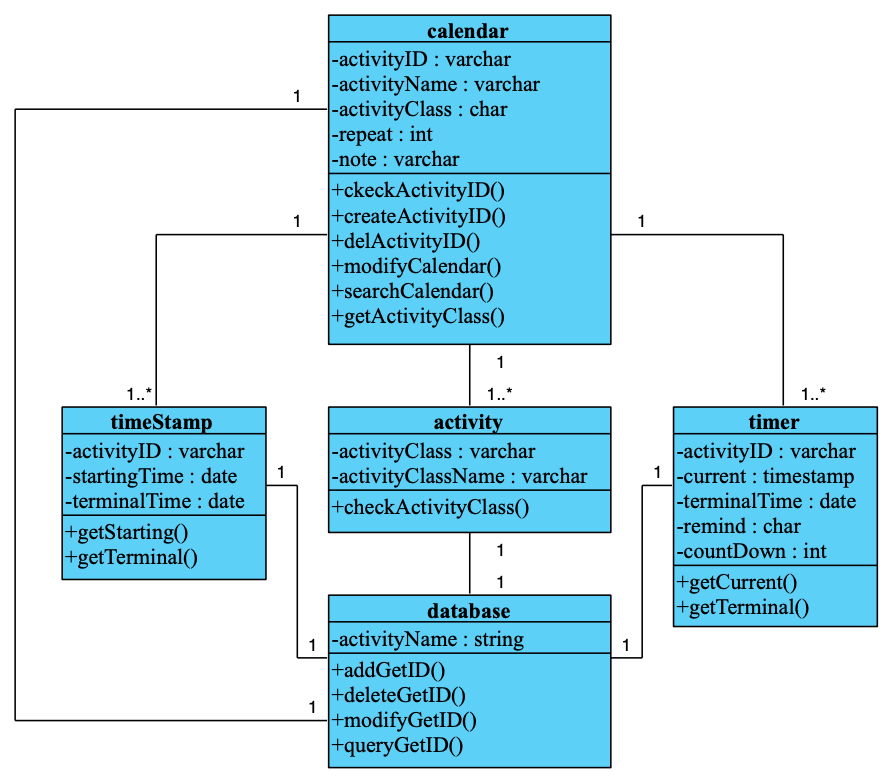 calendar
-activityID : varchar
-activityName : varchar
-activityClass : char
-repeat : int
-note : varchar
+ckeckActivityID()
+createActivityID()
+delActivityID()
+modifyCalendar()
+searchCalendar()
+getActivityClass()
1
1
1
1
1..*
1..*
1..*
timeStamp
-activityID : varchar
-startingTime : date
-terminalTime : date
+getStarting()
+getTerminal()
activity
-activityClass : varchar
-activityClassName : varchar
+checkActivityClass()
timer
-activityID : varchar
-current : timestamp
-terminalTime : date
-remind : char
-countDown : int
+getCurrent()
+getTerminal()
1
1
1
1
1
1
1
database
-activityName : string
+addGetID()
+deleteGetID()
+modifyGetID()
+queryGetID()